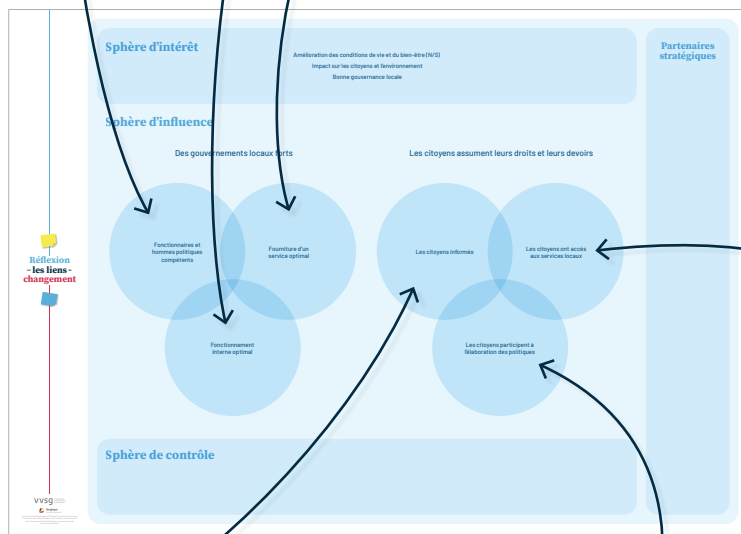 Sphère d'intérêt
Amélioration des conditions de vie et du bien-être (N/S)
Impact sur les citoyens et l'environnement
Bonne gouvernance locale
Partenaires
stratégiques
Sphère d'influence
Des gouvernements locaux forts
Les citoyens assument leurs droits et leurs devoirs
Fonctionnaires et
hommes politiques
compétents
Fourniture d'un
service optimal
Fonctionnement
interne optimal
Les citoyens informés
Les citoyens ont accès
aux services locaux
Les citoyens participent à
l'élaboration des politiques
Réflexion
- les liens -
changement
Sphère de contrôle
vvsg